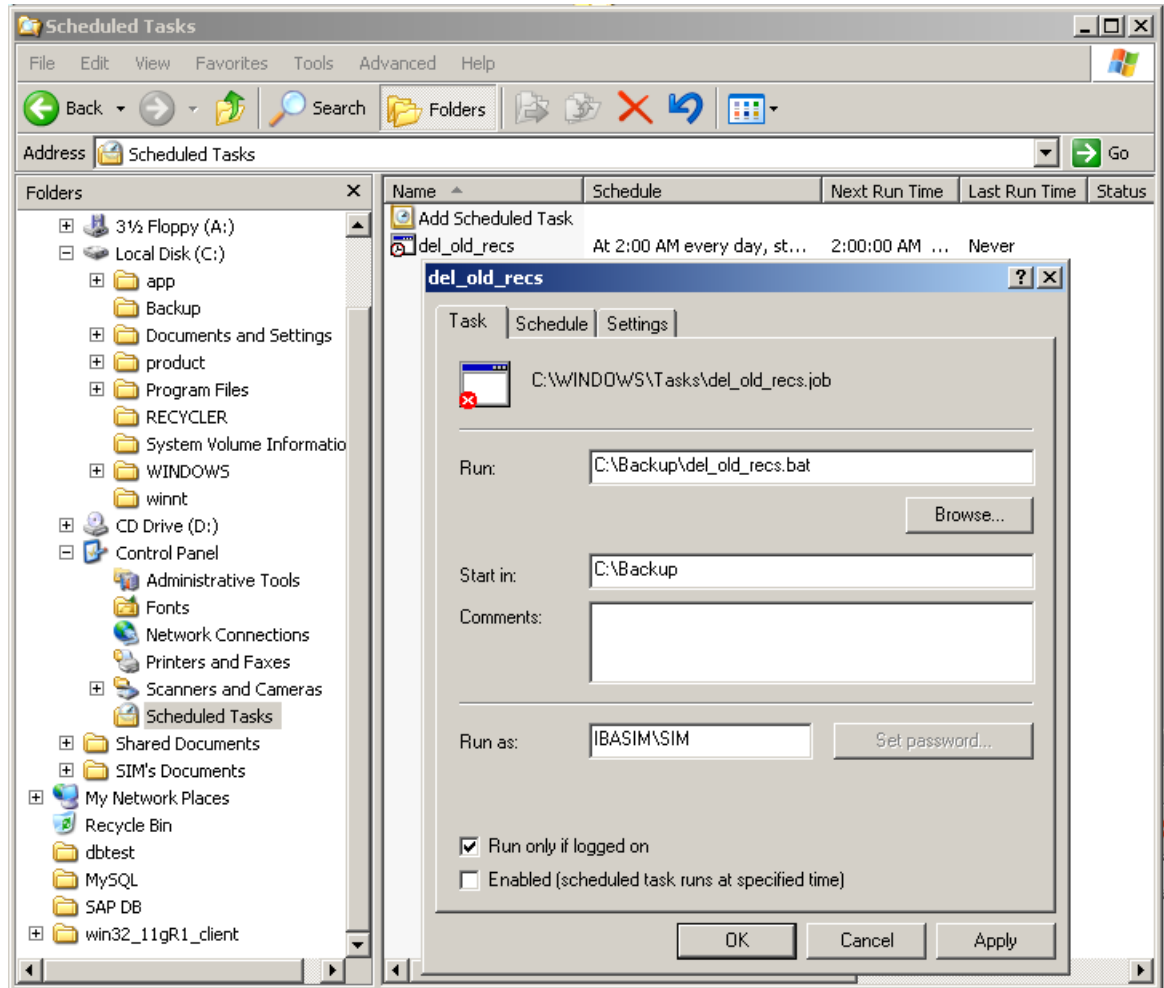 Scheduled Tasks
File Edit View Favorites Tools Advanced Help
Back Search Folders
Address Scheduled Tasks Go
Folders
3½ Floppy (A:)
Local Disk (C:)
app
Backup
Documents and Settings
product
Program Files
RECYCLER
System Volume Informatio
WINDOWS
winnt
CD Drive (D:)
Control Panel
Administrative Tools
Fonts
Network Connections
Printers and Faxes
Scanners and Cameras
Scheduled Tasks
Shared Documents
SIM's Documents
My Network Places
Recycle Bin
dbtest
MySQL
SAP DB
win32_11gR1_client
Name Schedule Next Run Time Last Run Time Status
Add Scheduled Task
del_old_recs At 2:00 AM every day, st... 2:00:00 AM ... Never
del_old_recs
Task Schedule Settings
C:\WINDOWS\Tasks\del_old_recs.job
Run: C:\Backup\del_old_recs.bat
Browse...
Start in: C:\Backup
Comments:
Run as: IBASIM\SIM Set password...
Run only if logged on
Enabled (scheduled task runs at specified time)
OK Cancel Apply